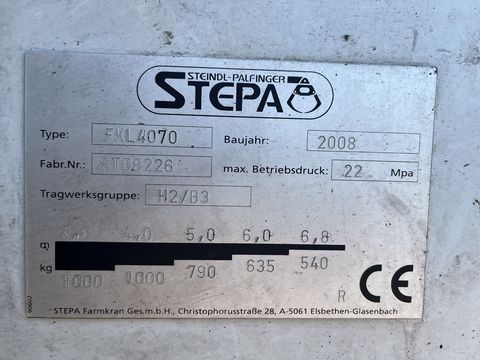 STEINDL-PALFINGER
STEPA
Type: FKL4070 Baujahr: 2008
Fabr.Nr.: ST08226 max. Betriebsdruck: 22 Mpa
Tragwerksgruppe: H2/B3
3,0 4,0 5,0 6,0 6,8
m
kg
1000 1000 790 635 540
R
CE
STEPA Farmkran Ges.m.b.H., Christophorusstraße 28, A-5061 Elsbethen-Glasenbach